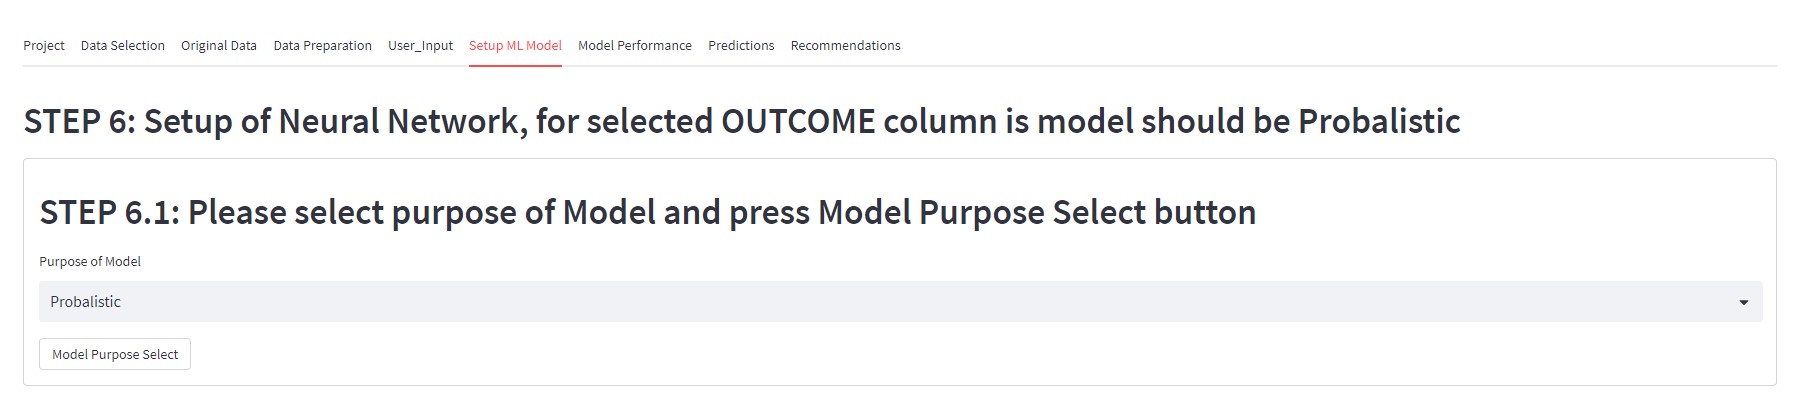 Project Data Selection Original Data Data Preparation User_Input Setup ML Model Model Performance Predictions Recommendations
STEP 6: Setup of Neural Network, for selected OUTCOME column is model should be Probalistic
STEP 6.1: Please select purpose of Model and press Model Purpose Select button
Purpose of Model
Probalistic
Model Purpose Select